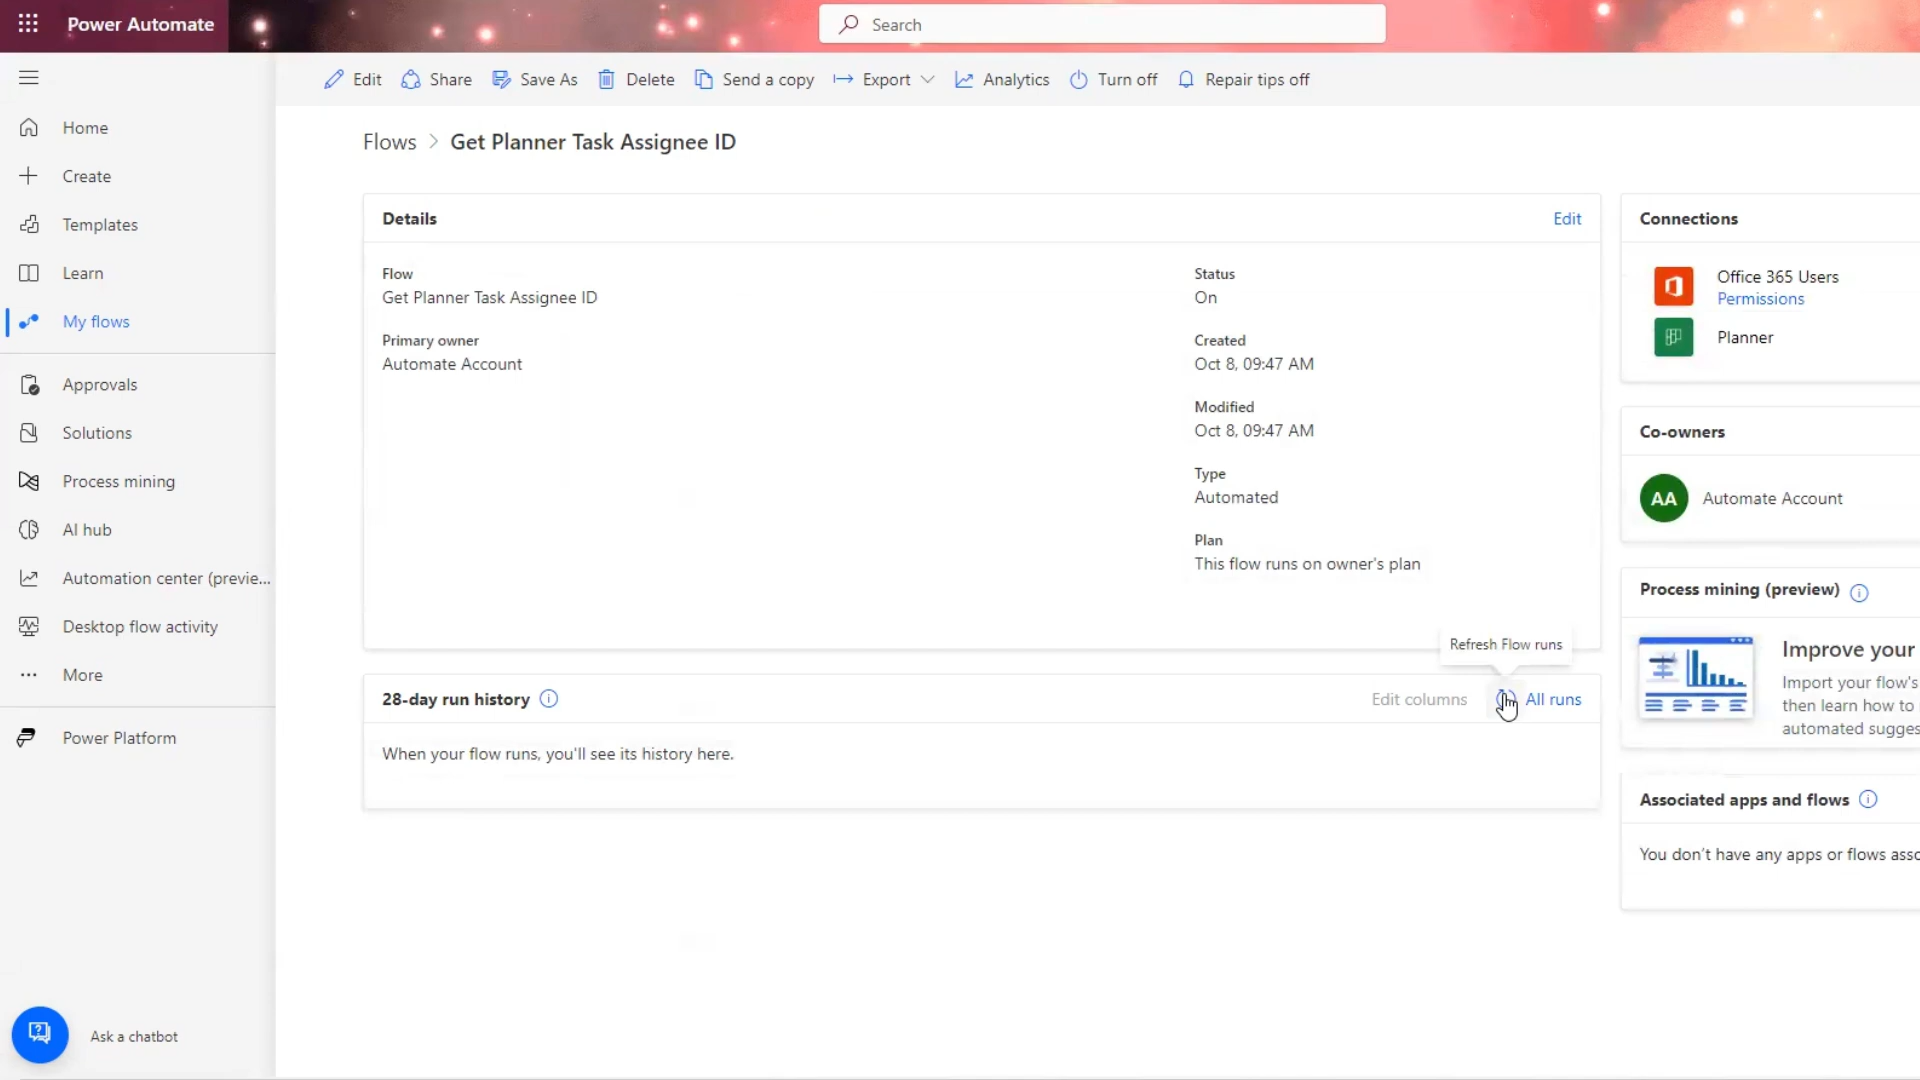 Power Automate
Search
Edit
Share
Save As
Delete
Send a copy
Export
Analytics
Turn off
Repair tips off
Home
Create
Templates
Learn
My flows
Approvals
Solutions
Process mining
AI hub
Automation center (previe...
Desktop flow activity
More
Power Platform
Ask a chatbot
Flows > Get Planner Task Assignee ID
Details
Edit
Flow
Get Planner Task Assignee ID
Primary owner
Automate Account
Status
On
Created
Oct 8, 09:47 AM
Modified
Oct 8, 09:47 AM
Type
Automated
Plan
This flow runs on owner's plan
Refresh Flow runs
28-day run history
Edit columns
All runs
When your flow runs, you'll see its history here.
Connections
Office 365 Users
Permissions
Planner
Co-owners
AA
Automate Account
Process mining (preview)
Improve your
Import your flow's
then learn how to
automated sugges
Associated apps and flows
You don't have any apps or flows asso